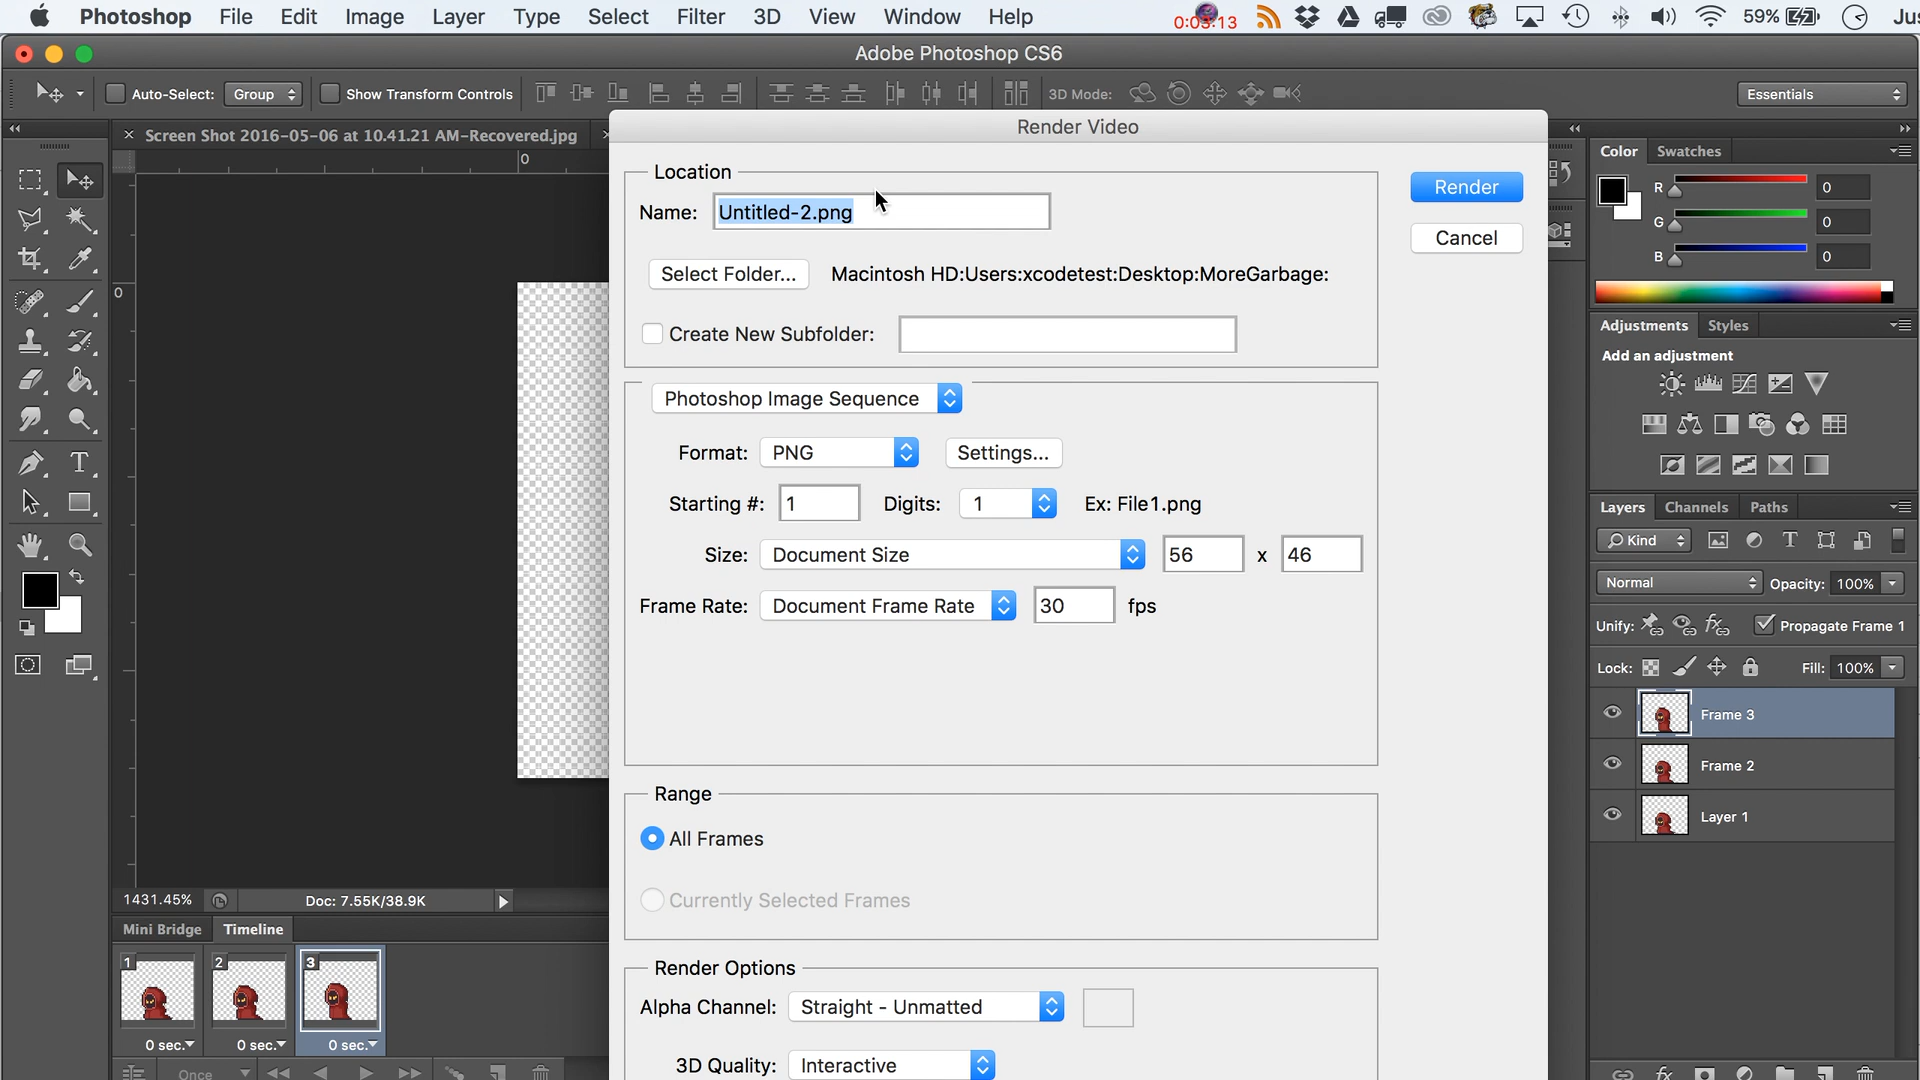 Photoshop File Edit Image Layer Type Select Filter 3D View Window Help 0:03:13 59% Jus
Adobe Photoshop CS6
Auto-Select: Group Show Transform Controls 3D Mode: Essentials
Screen Shot 2016-05-06 at 10.41.21 AM-Recovered.jpg
Render Video
Location
Name: Untitled-2.png
Render
Select Folder... Macintosh HD:Users:xcodetest:Desktop:MoreGarbage:
Cancel
Create New Subfolder:
Photoshop Image Sequence
Format: PNG Settings...
Starting #: 1 Digits: 1 Ex: File1.png
Size: Document Size 56 x 46
Frame Rate: Document Frame Rate 30 fps
Range
All Frames
Currently Selected Frames
Render Options
Alpha Channel: Straight - Unmatted
3D Quality: Interactive
0
0
1431.45% Doc: 7.55K/38.9K
Mini Bridge Timeline
1 2 3
0 sec. 0 sec. 0 sec.
Once
Color Swatches
R 0
G 0
B 0
Adjustments Styles
Add an adjustment
Layers Channels Paths
Kind
Normal Opacity: 100%
Unify: Propagate Frame 1
Lock: Fill: 100%
Frame 3
Frame 2
Layer 1